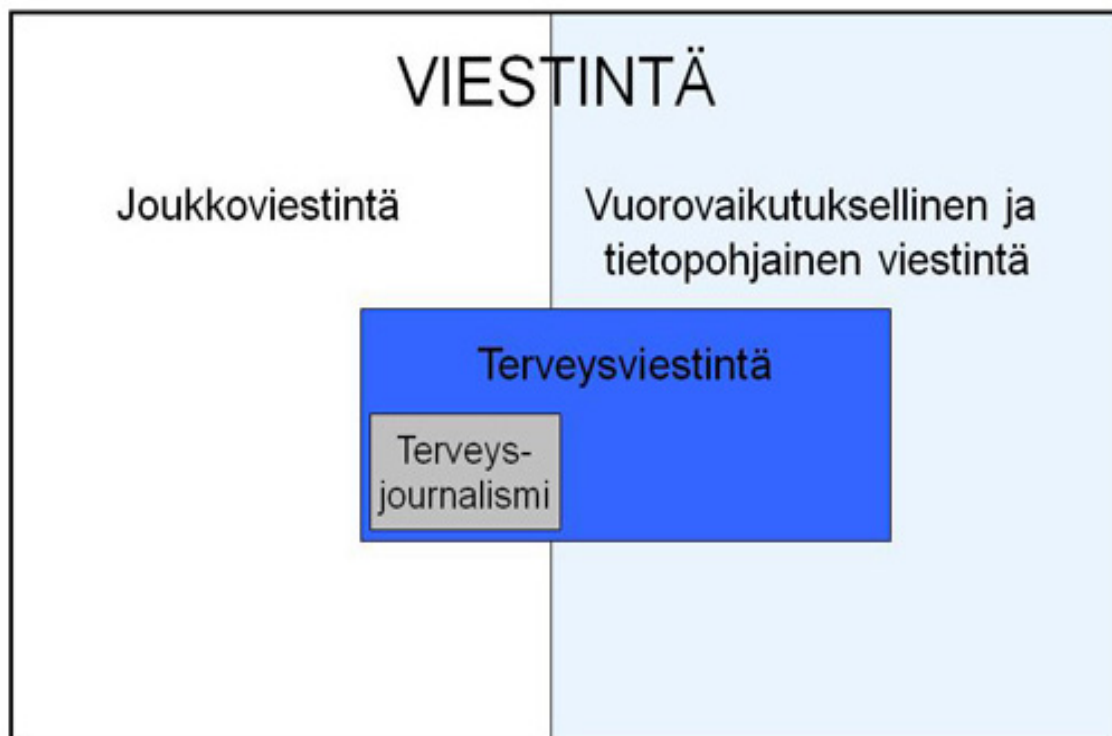 VIESTINTÄ
Joukkoviestintä
Vuorovaikutuksellinen ja
tietopohjainen viestintä
Terveysviestintä
Terveys-
journalismi